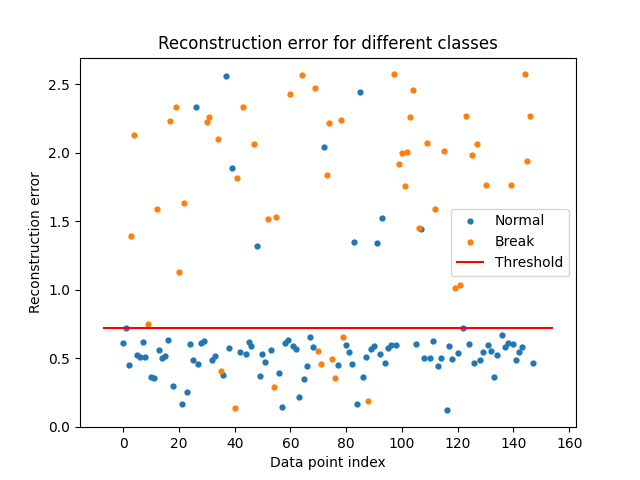 Reconstruction error for different classes
Reconstruction error
2.5
2.0
1.5
1.0
0.5
0.0
Normal
Break
Threshold
0
20
40
60
80
100
120
140
160
Data point index